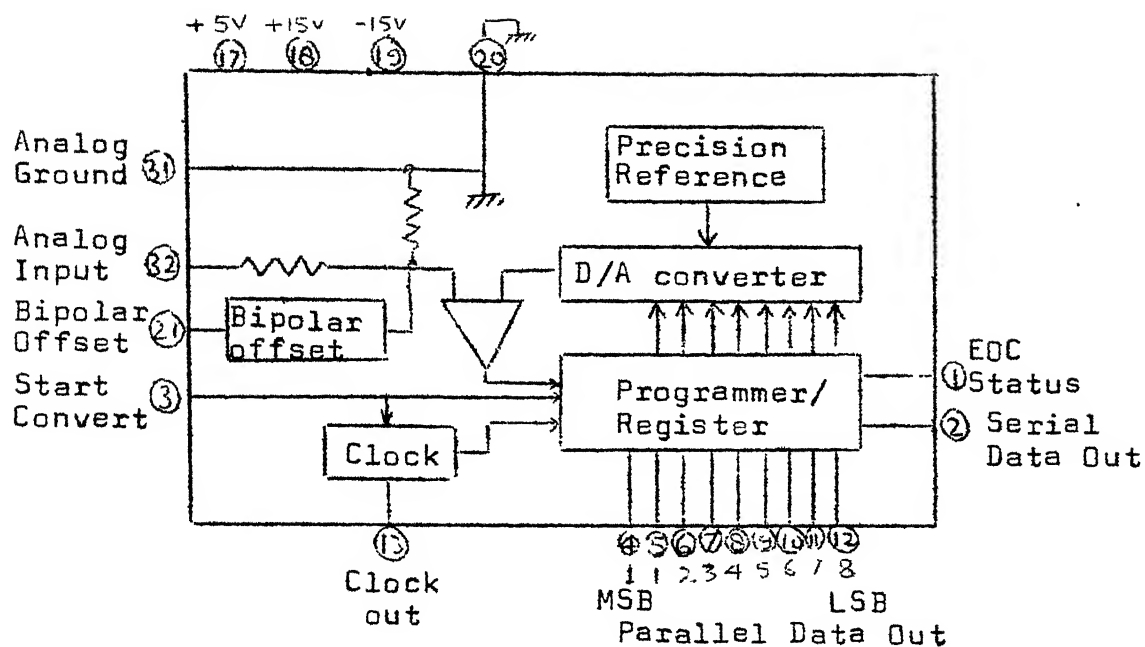 +5V +15V -15V
17 18 19 20
Analog
Ground 31
Precision
Reference
Analog
Input 32
D/A converter
Bipolar
Offset 21
Bipolar
offset
EOC
1 Status
Start
Convert 3
Programmer/
Register
2 Serial
Data Out
Clock
13
4 5 6 7 8 9 10 11 12
1 1 2 3 4 5 6 7 8
Clock
out
MSB LSB
Parallel Data Out